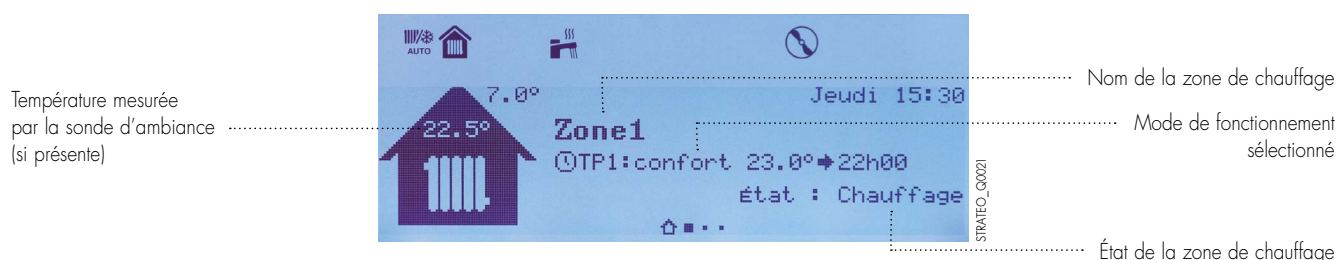 AUTO
Température mesurée
par la sonde d'ambiance
(si présente)
7.0°
Jeudi 15:30
22.5°
Zone1
TP1:confort 23.0°➔22h00
État : Chauffage
STRATEO_Q0021
Nom de la zone de chauffage
Mode de fonctionnement
sélectionné
État de la zone de chauffage